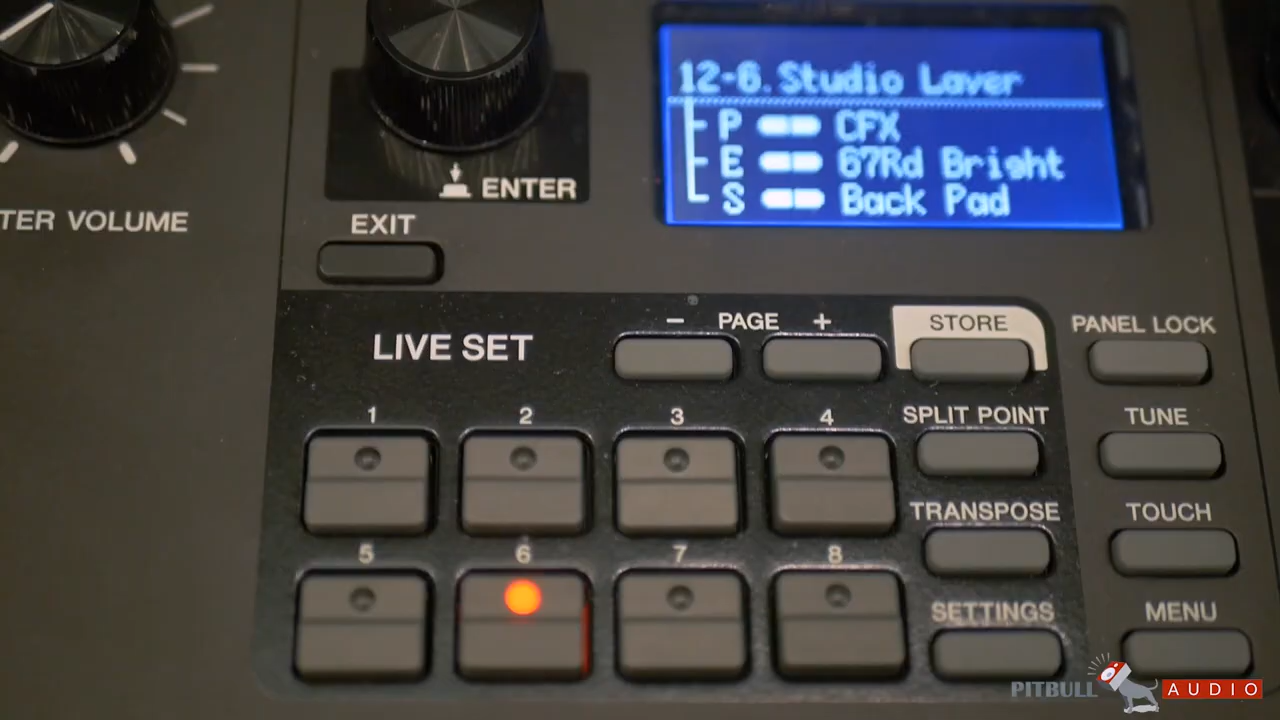 12-6.Studio Layer
P CFX
E 67Rd Bright
S Back Pad
ENTER
TER VOLUME
EXIT
LIVE SET
− PAGE +
STORE
PANEL LOCK
1 2 3 4
SPLIT POINT
TUNE
TRANSPOSE
TOUCH
5 6 7 8
SETTINGS
MENU
PITBULL AUDIO